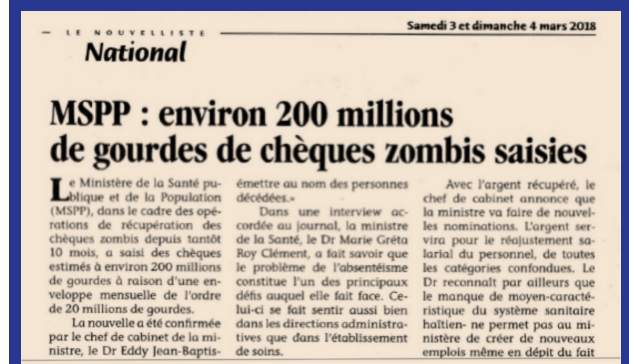 LE NOUVELLISTE
Samedi 3 et dimanche 4 mars 2018
National
MSPP : environ 200 millions
de gourdes de chèques zombis saisies
Le Ministère de la Santé pu-
blique et de la Population
(MSPP), dans le cadre des opé-
rations de récupération des
chèques zombis depuis tantôt
10 mois, a saisi des chèques
estimés à environ 200 millions
de gourdes à raison d'une en-
veloppe mensuelle de l'ordre
de 20 millions de gourdes.
La nouvelle a été confirmée
par le chef de cabinet de la mi-
nistre, le Dr Eddy Jean-Baptis-
émettre au nom des personnes
décédées.»
Dans une interview ac-
cordée au journal, la ministre
de la Santé, le Dr Marie Gréta
Roy Clément, a fait savoir que
le problème de l'absentéisme
constitue l'un des principaux
défis auquel elle fait face. Ce-
lui-ci se fait sentir aussi bien
dans les directions administra-
tives que dans l'établissement
de soins.
Avec l'argent récupéré, le
chef de cabinet annonce que
la ministre va faire de nouvel-
les nominations. L'argent ser-
vira pour le réajustement sa-
larial du personnel, de toutes
les catégories confondues. Le
Dr reconnaît par ailleurs que
le manque de moyen-caracté-
ristique du système sanitaire
haïtien- ne permet pas au mi-
nistère de créer de nouveaux
emplois même en dépit du fait